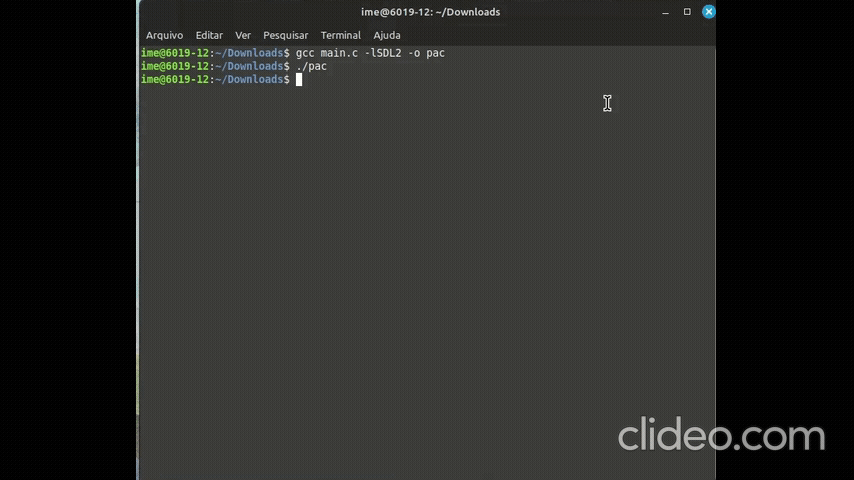 ime@6019-12: ~/Downloads
Arquivo Editar Ver Pesquisar Terminal Ajuda
ime@6019-12:~/Downloads$ gcc main.c -lSDL2 -o pac
ime@6019-12:~/Downloads$ ./pac
ime@6019-12:~/Downloads$
clideo.com